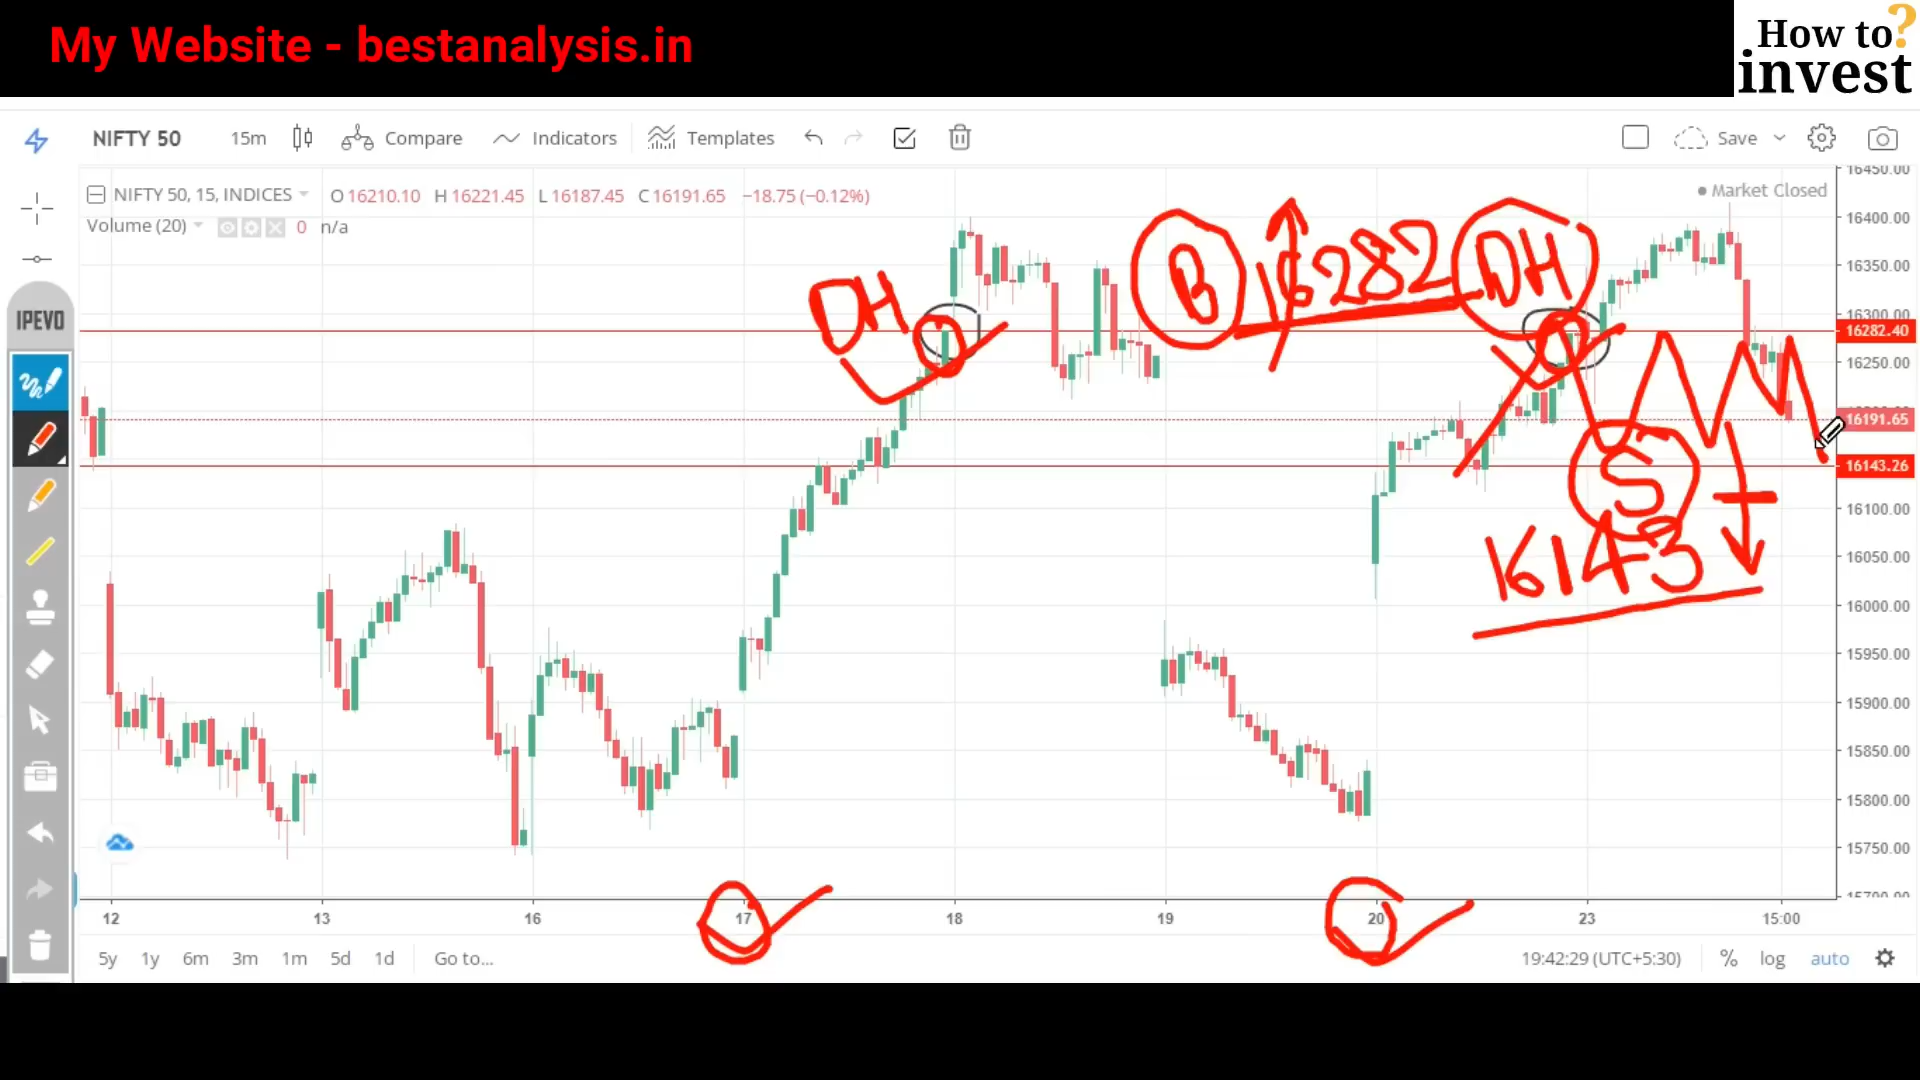 My Website - bestanalysis.in
How to?
invest
NIFTY 50 15m Compare Indicators Templates Save
NIFTY 50, 15, INDICES O 16210.10 H 16221.45 L 16187.45 C 16191.65 −18.75 (−0.12%)
Market Closed
Volume (20) 0 n/a
IPEVO
DH
B 16282 DH
S
16143
16450.00
16400.00
16350.00
16300.00
16282.40
16250.00
16191.65
16143.26
16100.00
16050.00
16000.00
15950.00
15900.00
15850.00
15800.00
15750.00
15700.00
12 13 16 17 18 19 20 23 15:00
5y 1y 6m 3m 1m 5d 1d Go to... 19:42:29 (UTC+5:30) % log auto